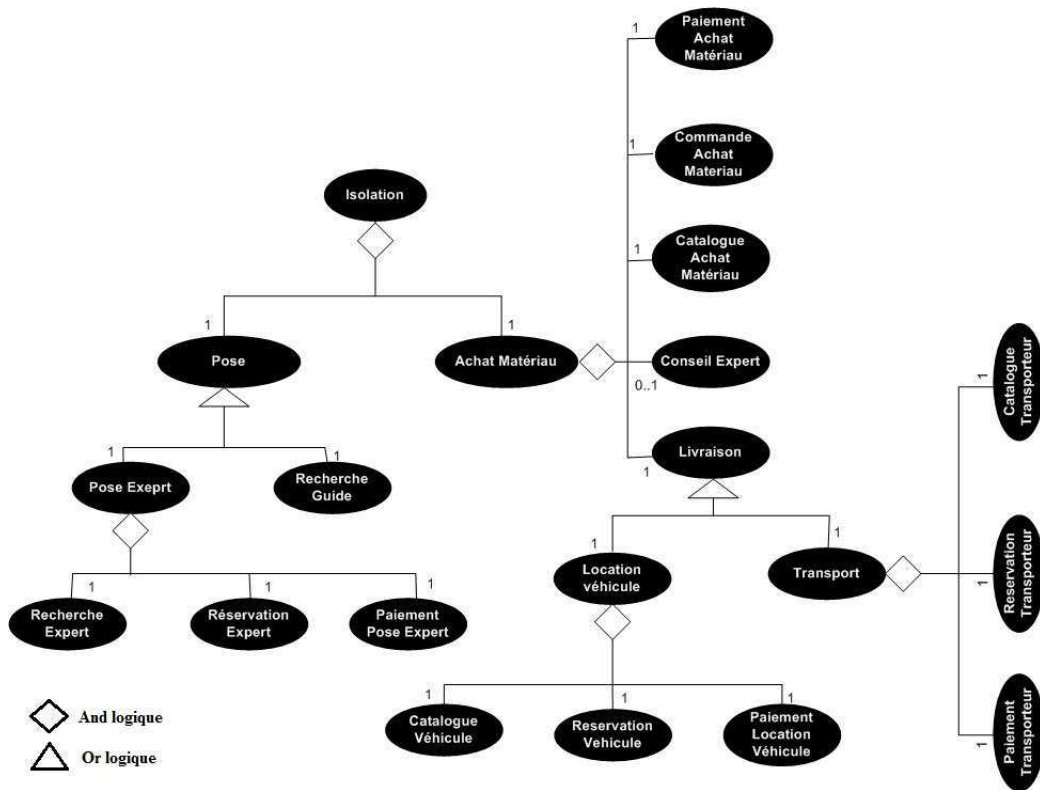 1
Paiement
Achat
Matériau
1
Commande
Achat
Materiau
Isolation
1
Catalogue
Achat
Matériau
1
Pose
1
Achat Matériau
Conseil Expert
0..1
1
Catalogue
Transporteur
1
Pose Exeprt
1
Recherche
Guide
Livraison
1
1
Location
véhicule
1
Transport
1
Reservation
Transporteur
1
Recherche
Expert
1
Réservation
Expert
1
Paiement
Pose Expert
1
Catalogue
Véhicule
1
Reservation
Vehicule
1
Paiement
Location
Véhicule
1
Paiement
Transporteur
And logique
Or logique